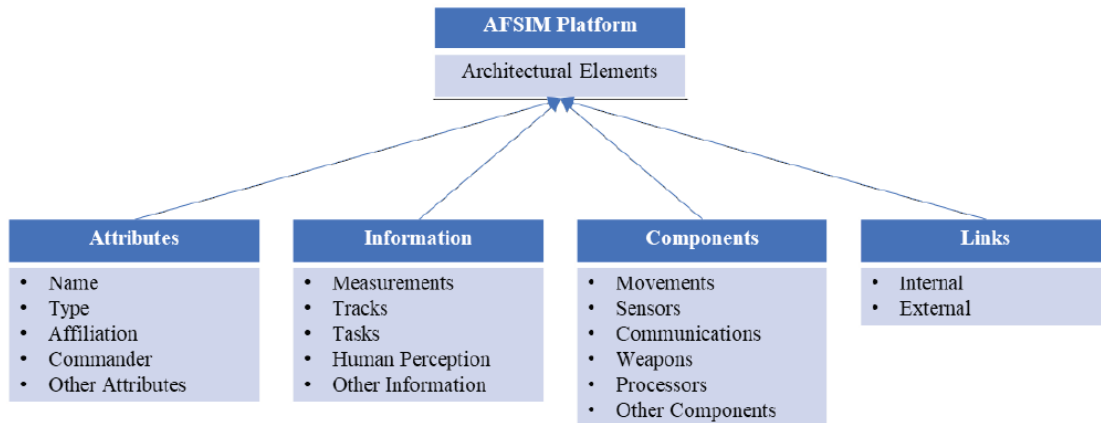 AFSIM Platform
Architectural Elements
Attributes
• Name
• Type
• Affiliation
• Commander
• Other Attributes
Information
• Measurements
• Tracks
• Tasks
• Human Perception
• Other Information
Components
• Movements
• Sensors
• Communications
• Weapons
• Processors
• Other Components
Links
• Internal
• External